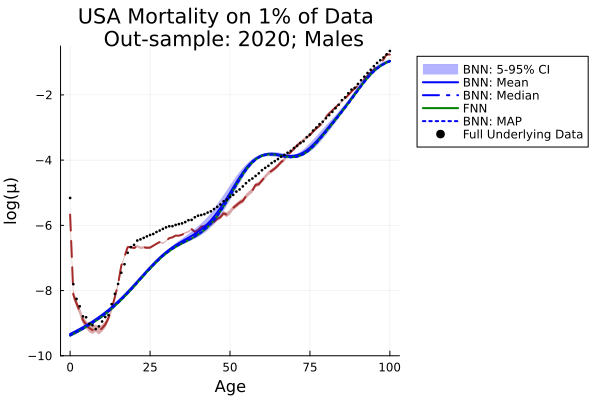 USA Mortality on 1% of Data
Out-sample: 2020; Males
BNN: 5-95% CI
BNN: Mean
BNN: Median
FNN
BNN: MAP
Full Underlying Data
log(μ)
−2
−4
−6
−8
−10
0
25
50
75
100
Age